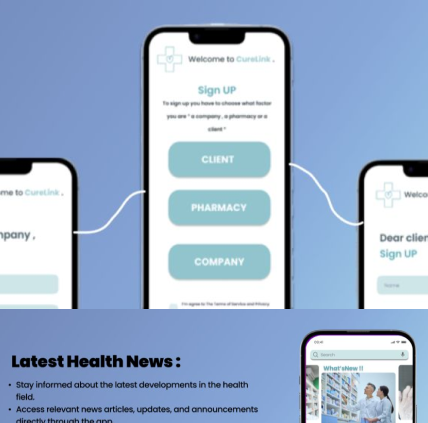 Welcome to CureLink .
Sign UP
To sign up you have to choose what factor
you are " a company , a pharmacy or a
client "
CLIENT
PHARMACY
COMPANY
I'm agree to The Terms of Service and Privacy
me to CureLink .
mpany ,
Welco
Dear clien
Sign UP
Name
Latest Health News :
• Stay informed about the latest developments in the health
field.
• Access relevant news articles, updates, and announcements
directly through the app.
Search
What'sNew !!